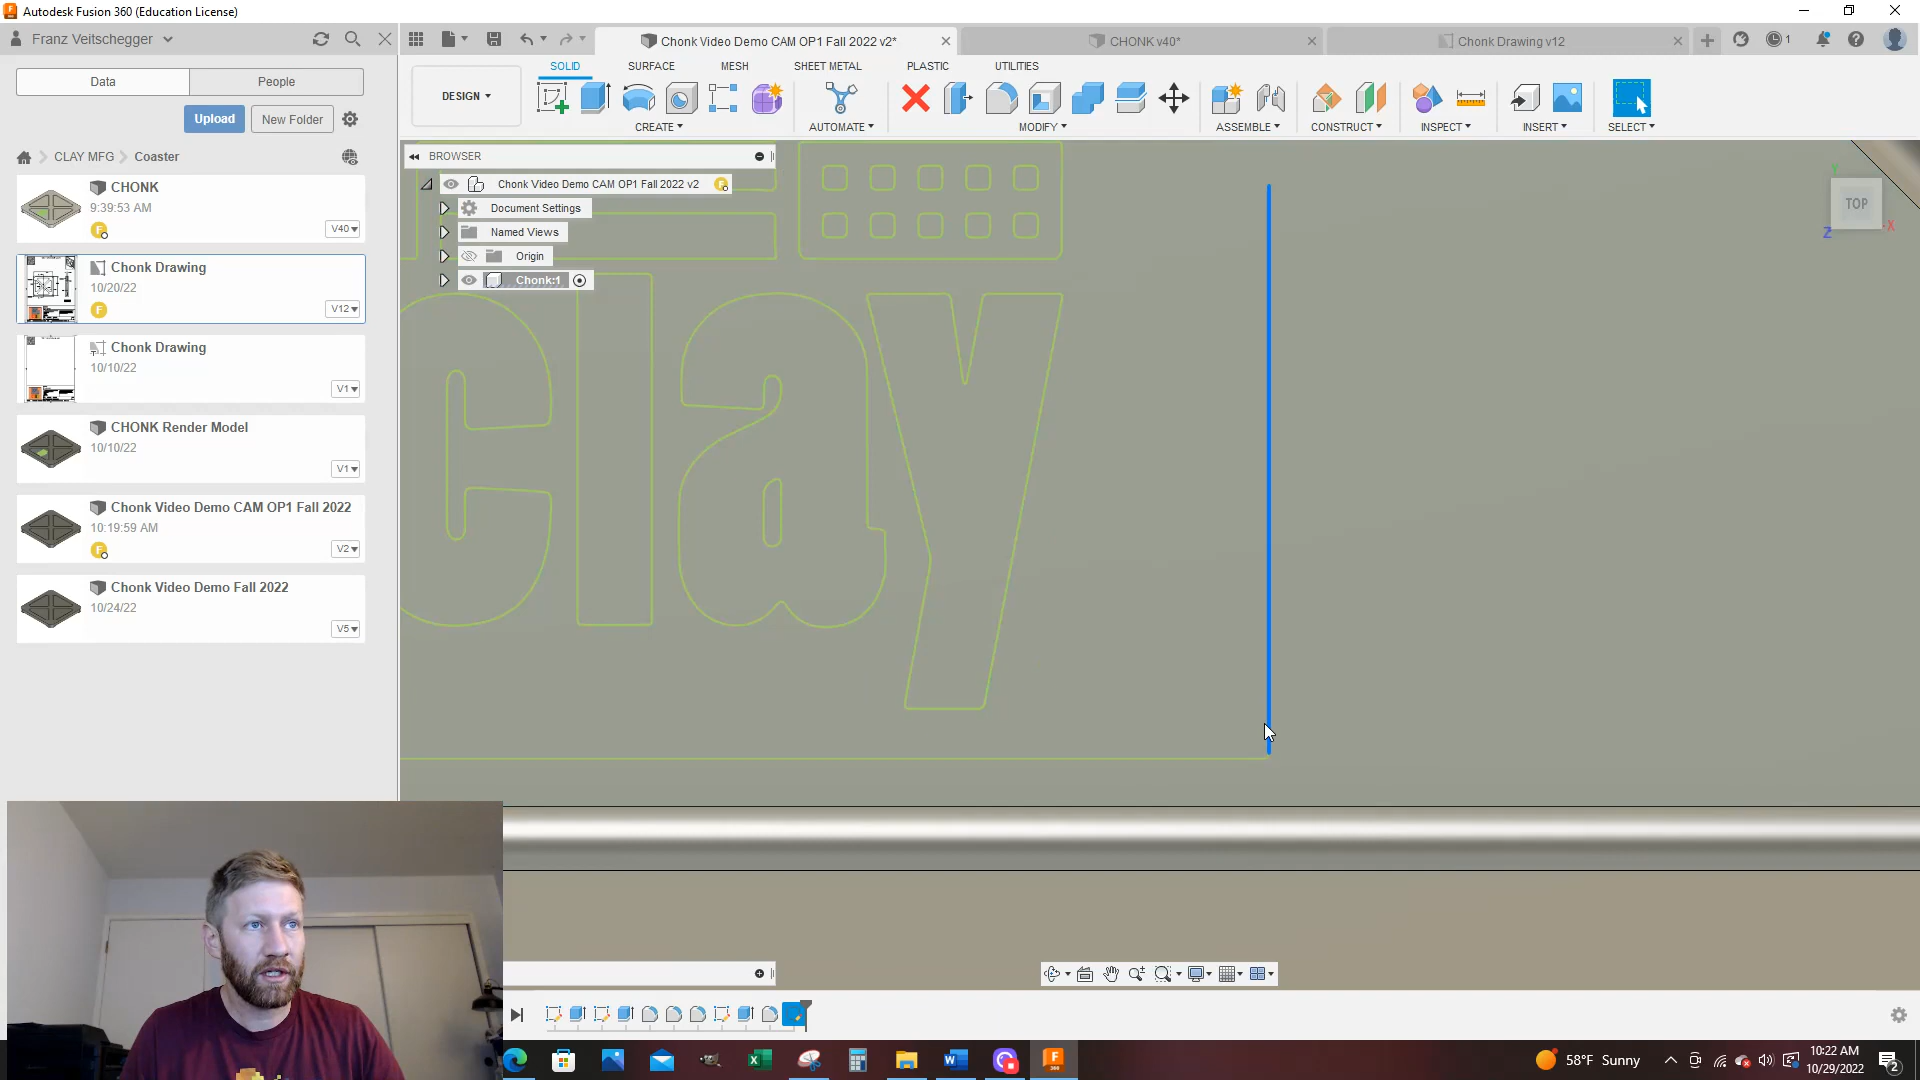 Autodesk Fusion 360 (Education License)
Franz Veitschegger
Chonk Video Demo CAM OP1 Fall 2022 v2*
CHONK v40*
Chonk Drawing v12
1
Data
People
Upload
New Folder
CLAY MFG
Coaster
CHONK
9:39:53 AM
V40
Chonk Drawing
10/20/22
V12
Chonk Drawing
10/10/22
V1
CHONK Render Model
10/10/22
V1
Chonk Video Demo CAM OP1 Fall 2022
10:19:59 AM
V2
Chonk Video Demo Fall 2022
10/24/22
V5
DESIGN
SOLID
SURFACE
MESH
SHEET METAL
PLASTIC
UTILITIES
CREATE
AUTOMATE
MODIFY
ASSEMBLE
CONSTRUCT
INSPECT
INSERT
SELECT
BROWSER
Chonk Video Demo CAM OP1 Fall 2022 v2
Document Settings
Named Views
Origin
Chonk:1
Clay
TOP
Y
X
Z
58°F Sunny
10:22 AM
10/29/2022
2